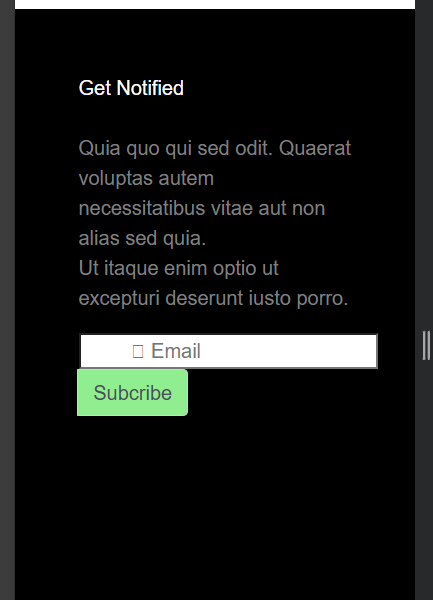 Get Notified
Quia quo qui sed odit. Quaerat
voluptas autem
necessitatibus vitae aut non
alias sed quia.
Ut itaque enim optio ut
excepturi deserunt iusto porro.
Email
Subcribe